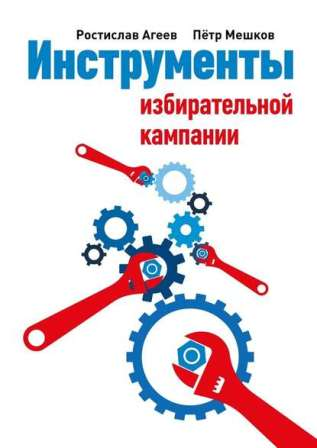 Ростислав Агеев Пётр Мешков
Инструменты
избирательной
кампании